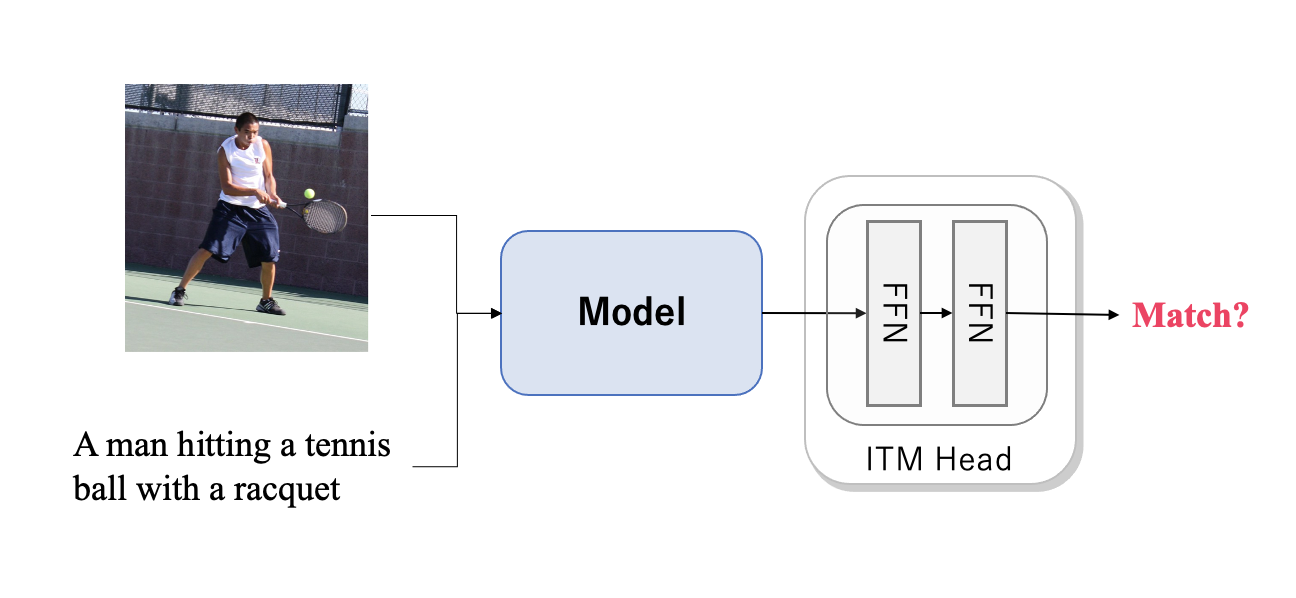 A man hitting a tennis
ball with a racquet
Model
FFN
FFN
ITM Head
Match?